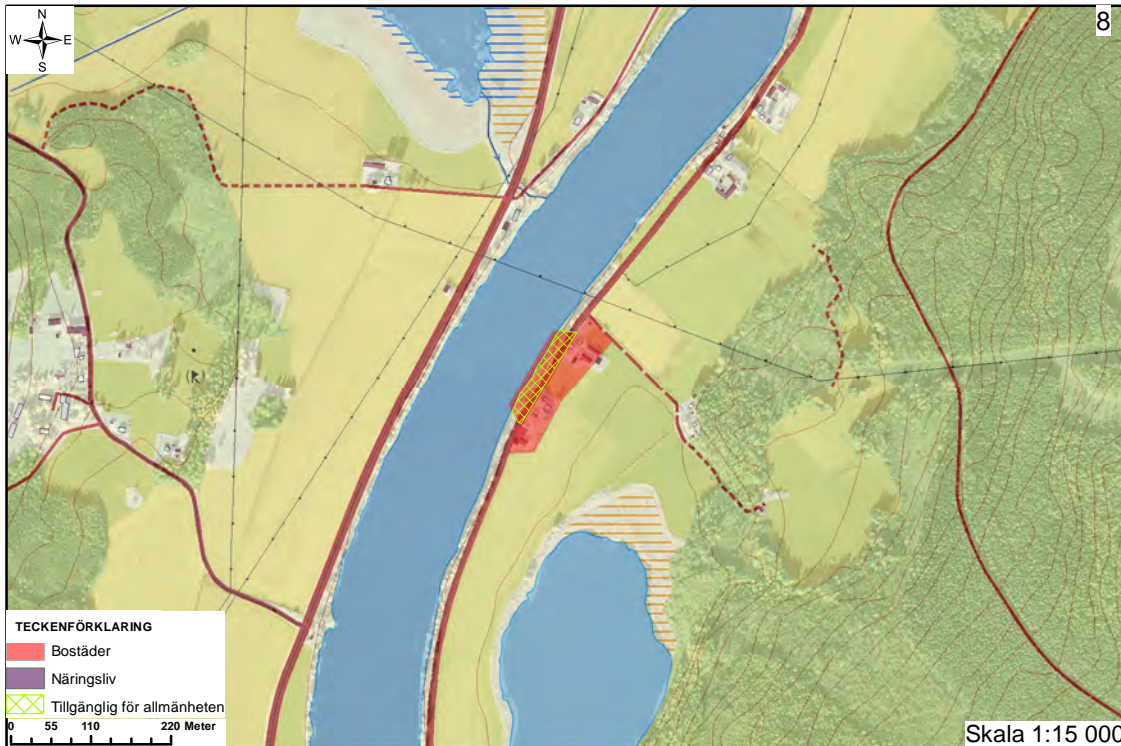 N
W E
S
8
(R)
TECKENFÖRKLARING
Bostäder
Näringsliv
Tillgänglig för allmänheten
0 55 110 220 Meter
Skala 1:15 000